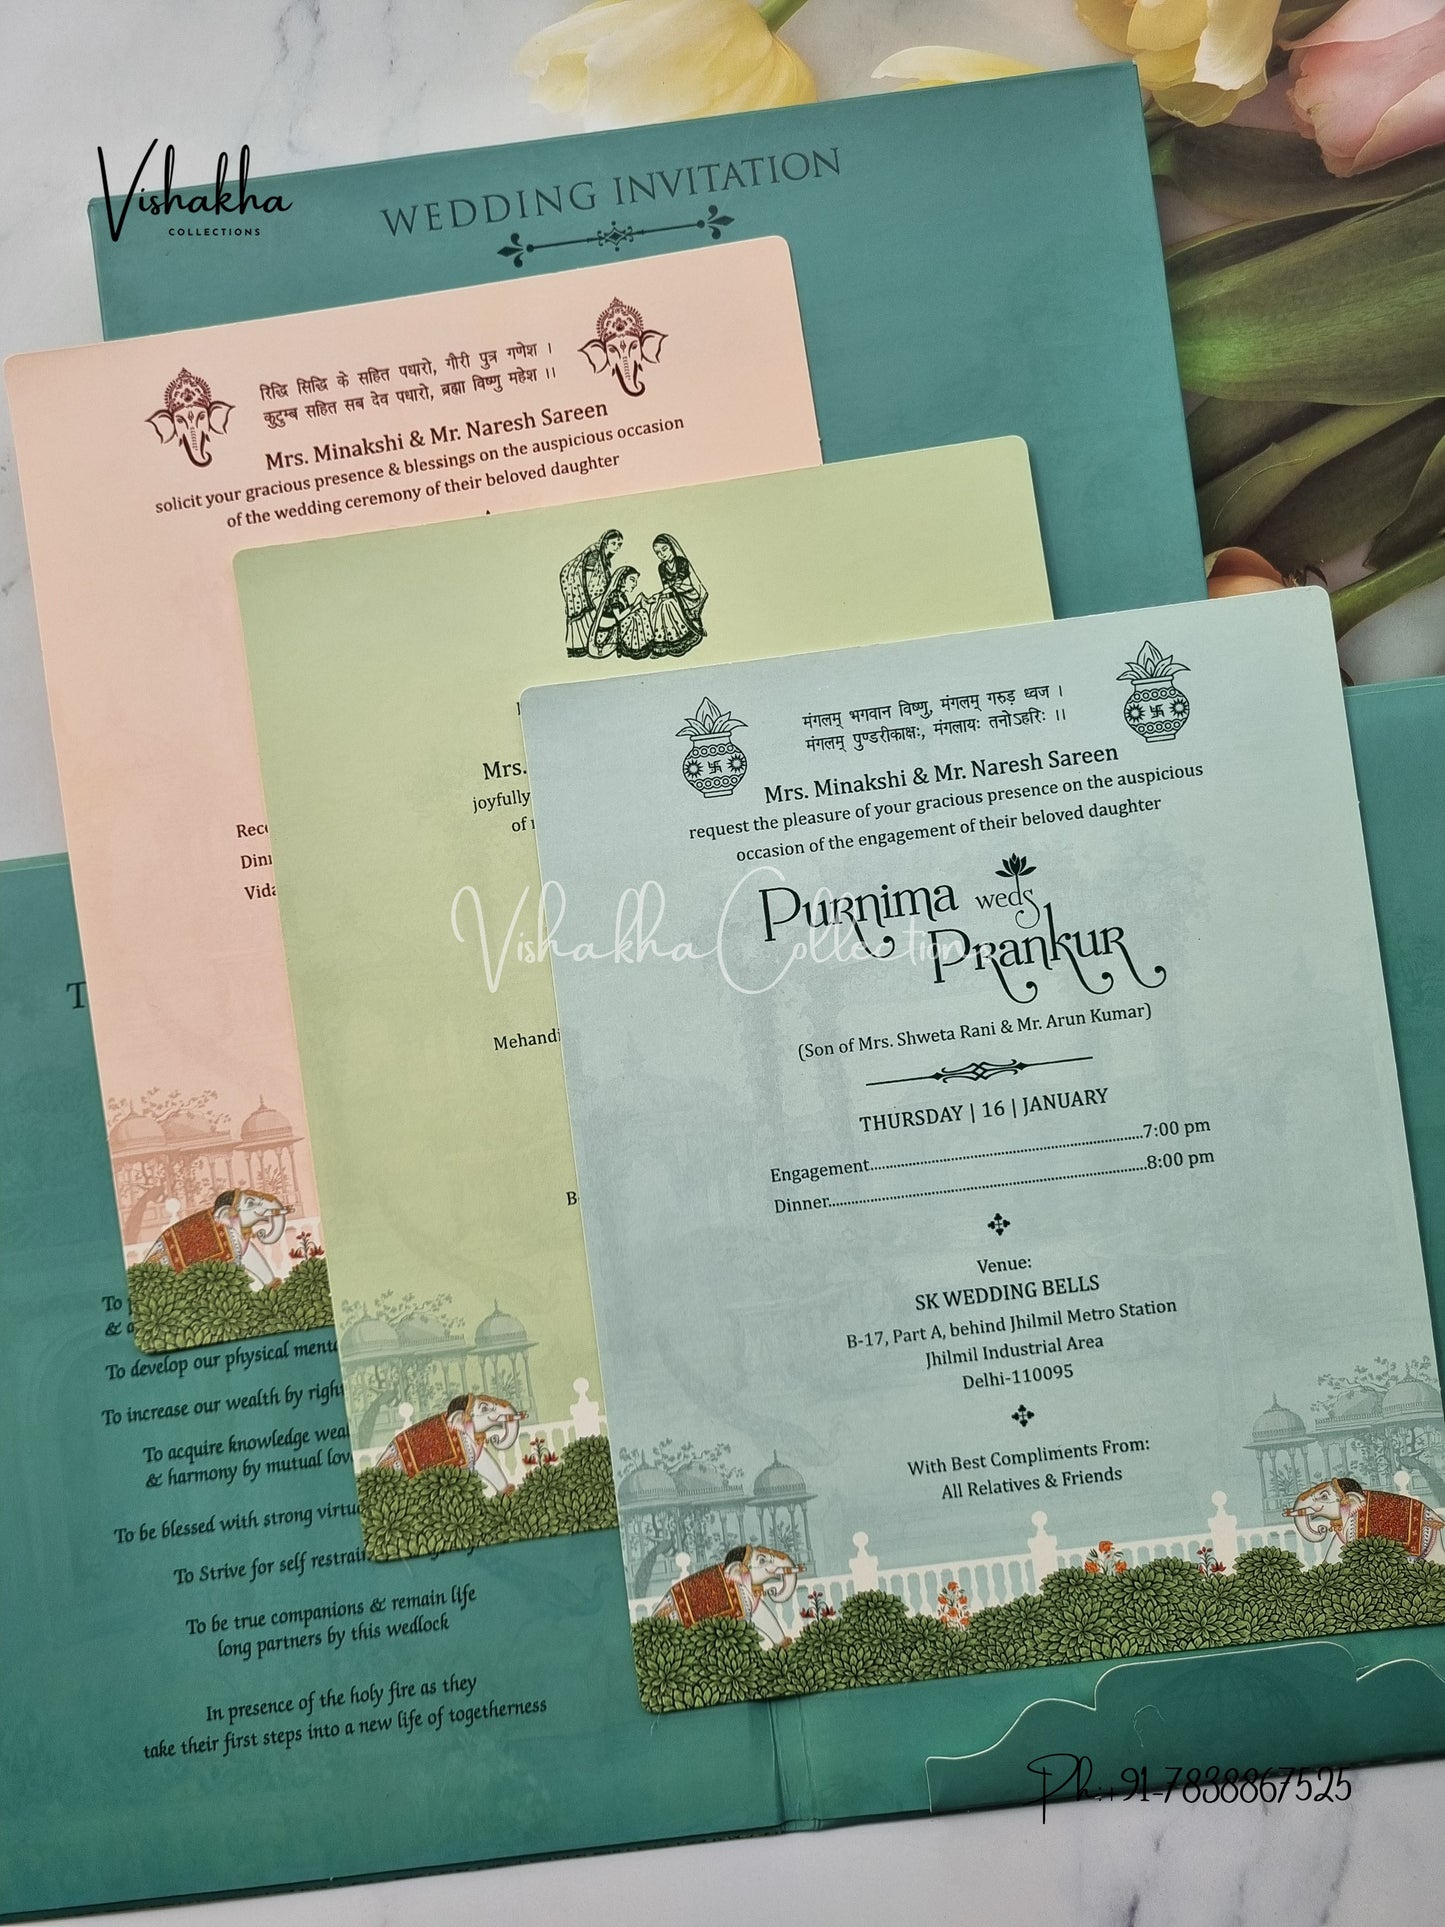 Vishakha
COLLECTIONS
WEDDING INVITATION
रिद्धि सिद्धि के सहित पधारो, गौरी पुत्र गणेश ।
कुटुम्ब सहित सब देव पधारो, ब्रह्मा विष्णु महेश ।।
Mrs. Minakshi & Mr. Naresh Sareen
solicit your gracious presence & blessings on the auspicious occasion
of the wedding ceremony of their beloved daughter
Mrs.
joyfully
of
Mehandi
मंगलम् भगवान विष्णु, मंगलम् गरुड़ ध्वज ।
मंगलम् पुण्डरीकाक्षः, मंगलायः तनोऽहरिः ।।
Mrs. Minakshi & Mr. Naresh Sareen
request the pleasure of your gracious presence on the auspicious
occasion of the engagement of their beloved daughter
Purnima weds
Prankur
Vishakha Collections
(Son of Mrs. Shweta Rani & Mr. Arun Kumar)
THURSDAY | 16 | JANUARY
Engagement....................7:00 pm
Dinner....................8:00 pm
Venue:
SK WEDDING BELLS
B-17, Part A, behind Jhilmil Metro Station
Jhilmil Industrial Area
Delhi-110095
With Best Compliments From:
All Relatives & Friends
To
&
To develop our physical
To increase our wealth by
To acquire knowledge
& harmony by mutual
To be blessed with strong
To Strive for self
To be true companions & remain life
long partners by this wedlock
In presence of the holy fire as they
take their first steps into a new life of togetherness
Ph:+91-7838867525